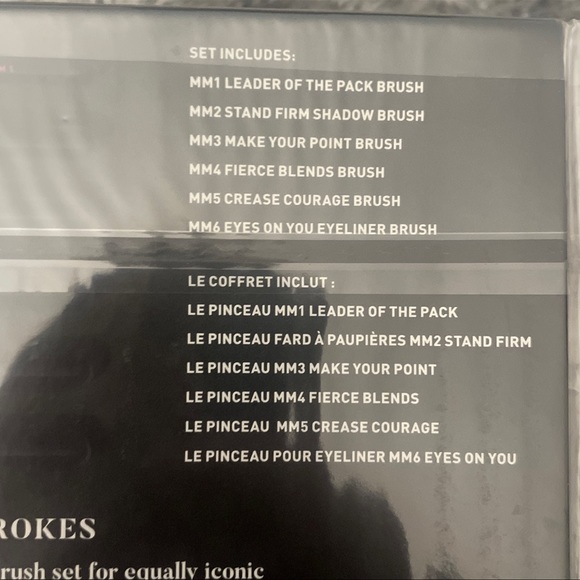 SET INCLUDES:
MM1 LEADER OF THE PACK BRUSH
MM2 STAND FIRM SHADOW BRUSH
MM3 MAKE YOUR POINT BRUSH
MM4 FIERCE BLENDS BRUSH
MM5 CREASE COURAGE BRUSH
MM6 EYES ON YOU EYELINER BRUSH
LE COFFRET INCLUT :
LE PINCEAU MM1 LEADER OF THE PACK
LE PINCEAU FARD À PAUPIÈRES MM2 STAND FIRM
LE PINCEAU MM3 MAKE YOUR POINT
LE PINCEAU MM4 FIERCE BLENDS
LE PINCEAU MM5 CREASE COURAGE
LE PINCEAU POUR EYELINER MM6 EYES ON YOU
ROKES
rush set for equally iconic